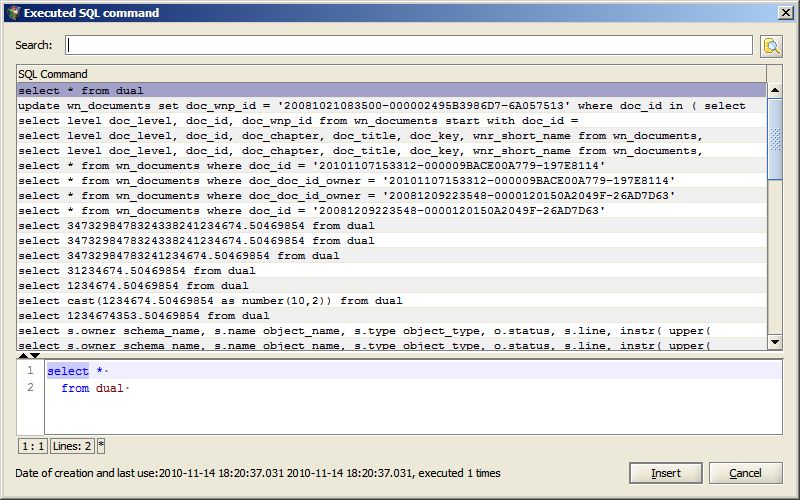 Executed SQL command
Search:
SQL Command
select * from dual
update wn_documents set doc_wnp_id = '20081021083500-000002495B3986D7-6A057513' where doc_id in ( select
select level doc_level, doc_id, doc_wnp_id from wn_documents start with doc_id =
select level doc_level, doc_id, doc_chapter, doc_title, doc_key, wnr_short_name from wn_documents,
select level doc_level, doc_id, doc_chapter, doc_title, doc_key, wnr_short_name from wn_documents,
select * from wn_documents where doc_id = '20101107153312-000009BACE00A779-197E8114'
select * from wn_documents where doc_doc_id_owner = '20101107153312-000009BACE00A779-197E8114'
select * from wn_documents where doc_doc_id_owner = '20081209223548-0000120150A2049F-26AD7D63'
select * from wn_documents where doc_id = '20081209223548-0000120150A2049F-26AD7D63'
select 3473298478324338241234674.50469854 from dual
select 3473298478324338241234674.50469854 from dual
select 34732984783241234674.50469854 from dual
select 31234674.50469854 from dual
select 1234674.50469854 from dual
select cast(1234674.50469854 as number(10,2)) from dual
select 1234674353.50469854 from dual
select s.owner schema_name, s.name object_name, s.type object_type, o.status, s.line, instr( upper(
select s.owner schema_name, s.name object_name, s.type object_type, o.status, s.line, instr( upper(
1 select *
2 from dual
1 : 1 Lines: 2 *
Date of creation and last use:2010-11-14 18:20:37.031 2010-11-14 18:20:37.031, executed 1 times
Insert Cancel